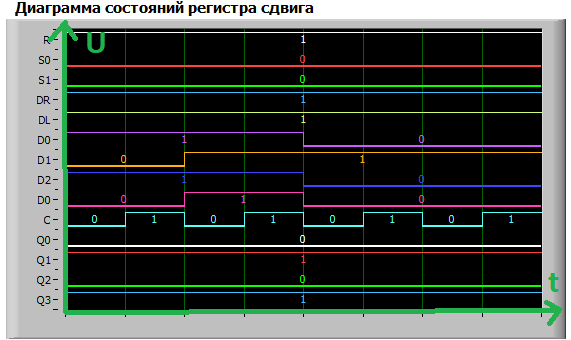 Диаграмма состояний регистра сдвига
U
R 1
S0 0
S1 0
DR 1
DL 1
D0 1 0
D1 0 1
D2 1 0
D0 0 1 0
C 0 1 0 1 0 1 0 1
Q0 0
Q1 1
Q2 0
Q3 1
t